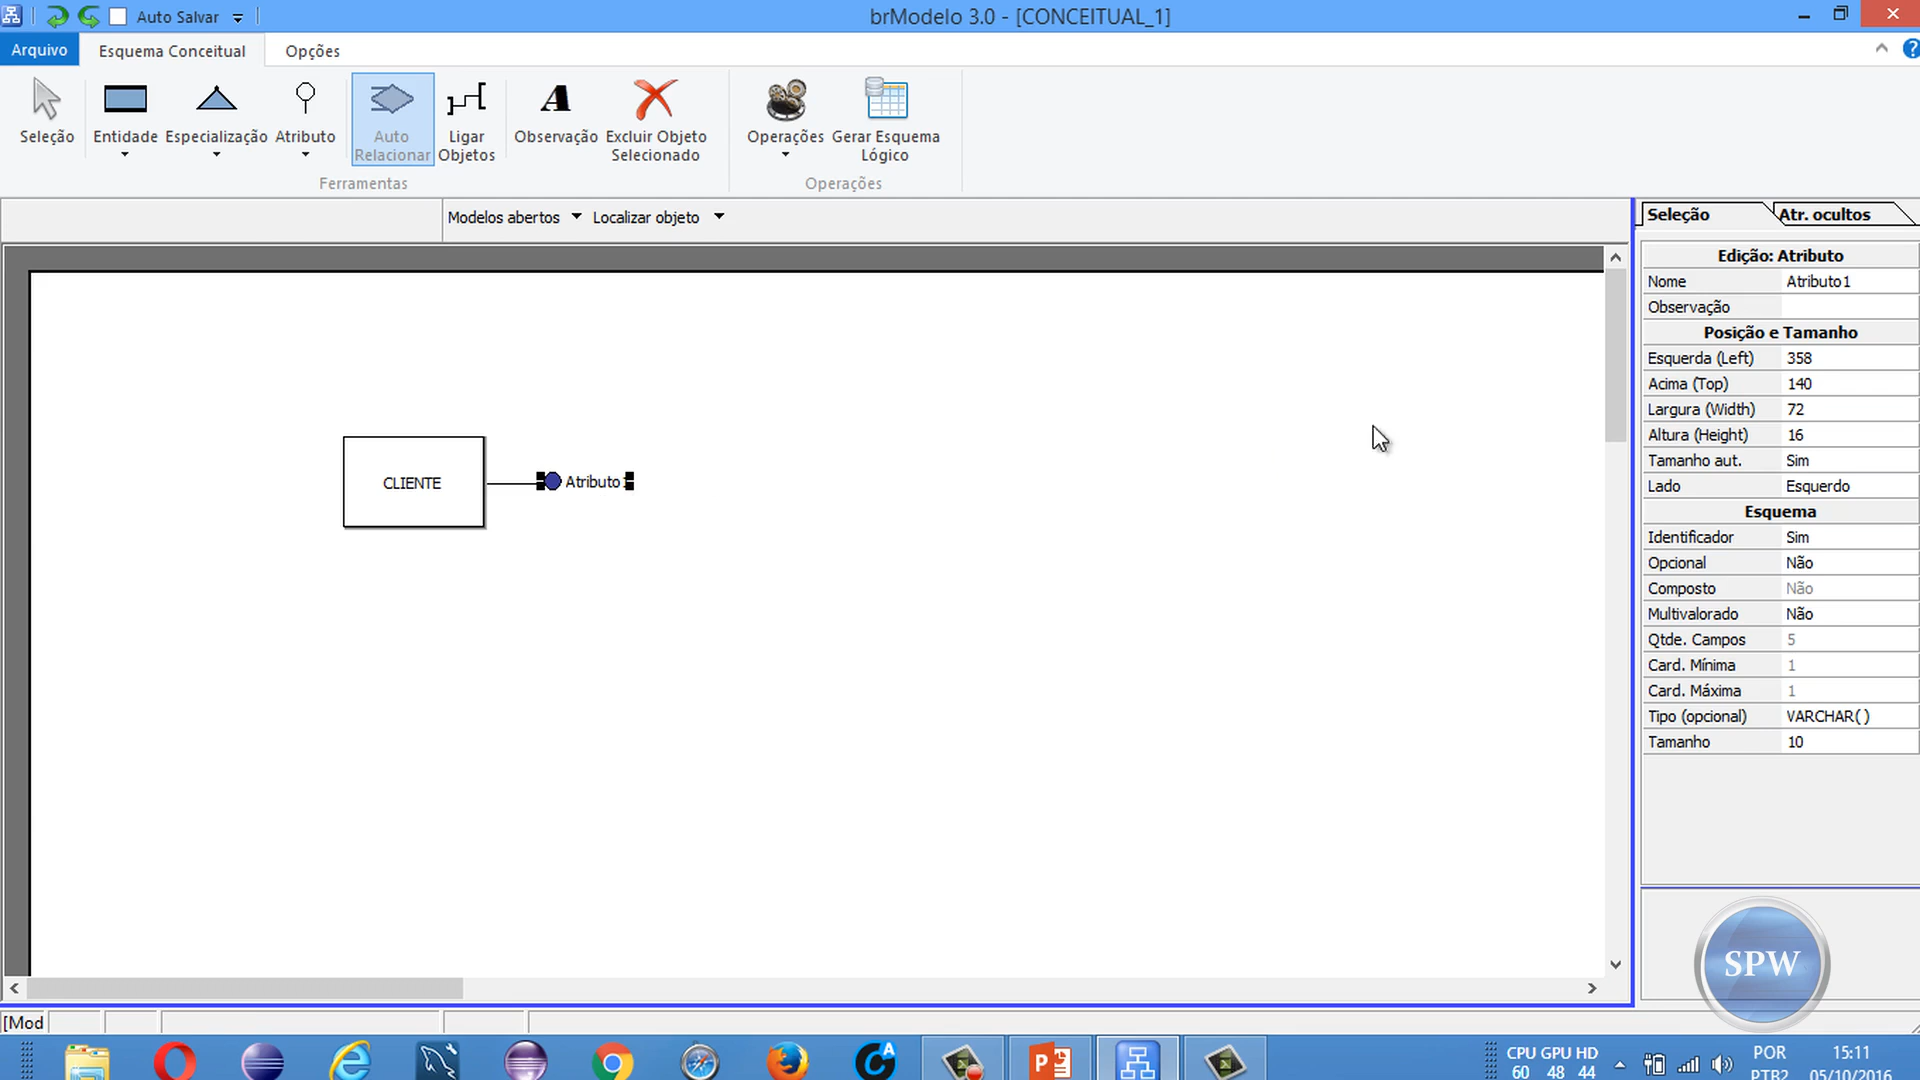 Auto Salvar
brModelo 3.0 - [CONCEITUAL_1]
Arquivo Esquema Conceitual Opções
Seleção Entidade Especialização Atributo Auto Relacionar Ligar Objetos Observação Excluir Objeto Selecionado Operações Gerar Esquema Lógico
Ferramentas Operações
Modelos abertos Localizar objeto
Seleção Atr. ocultos
Edição: Atributo
Nome Atributo1
Observação
Posição e Tamanho
Esquerda (Left) 358
Acima (Top) 140
Largura (Width) 72
Altura (Height) 16
Tamanho aut. Sim
Lado Esquerdo
Esquema
Identificador Sim
Opcional Não
Composto Não
Multivalorado Não
Qtde. Campos 5
Card. Mínima 1
Card. Máxima 1
Tipo (opcional) VARCHAR()
Tamanho 10
CLIENTE
Atributo
SPW
[Mod
CPU GPU HD
60 48 44
POR
PTB2
15:11
05/10/2016